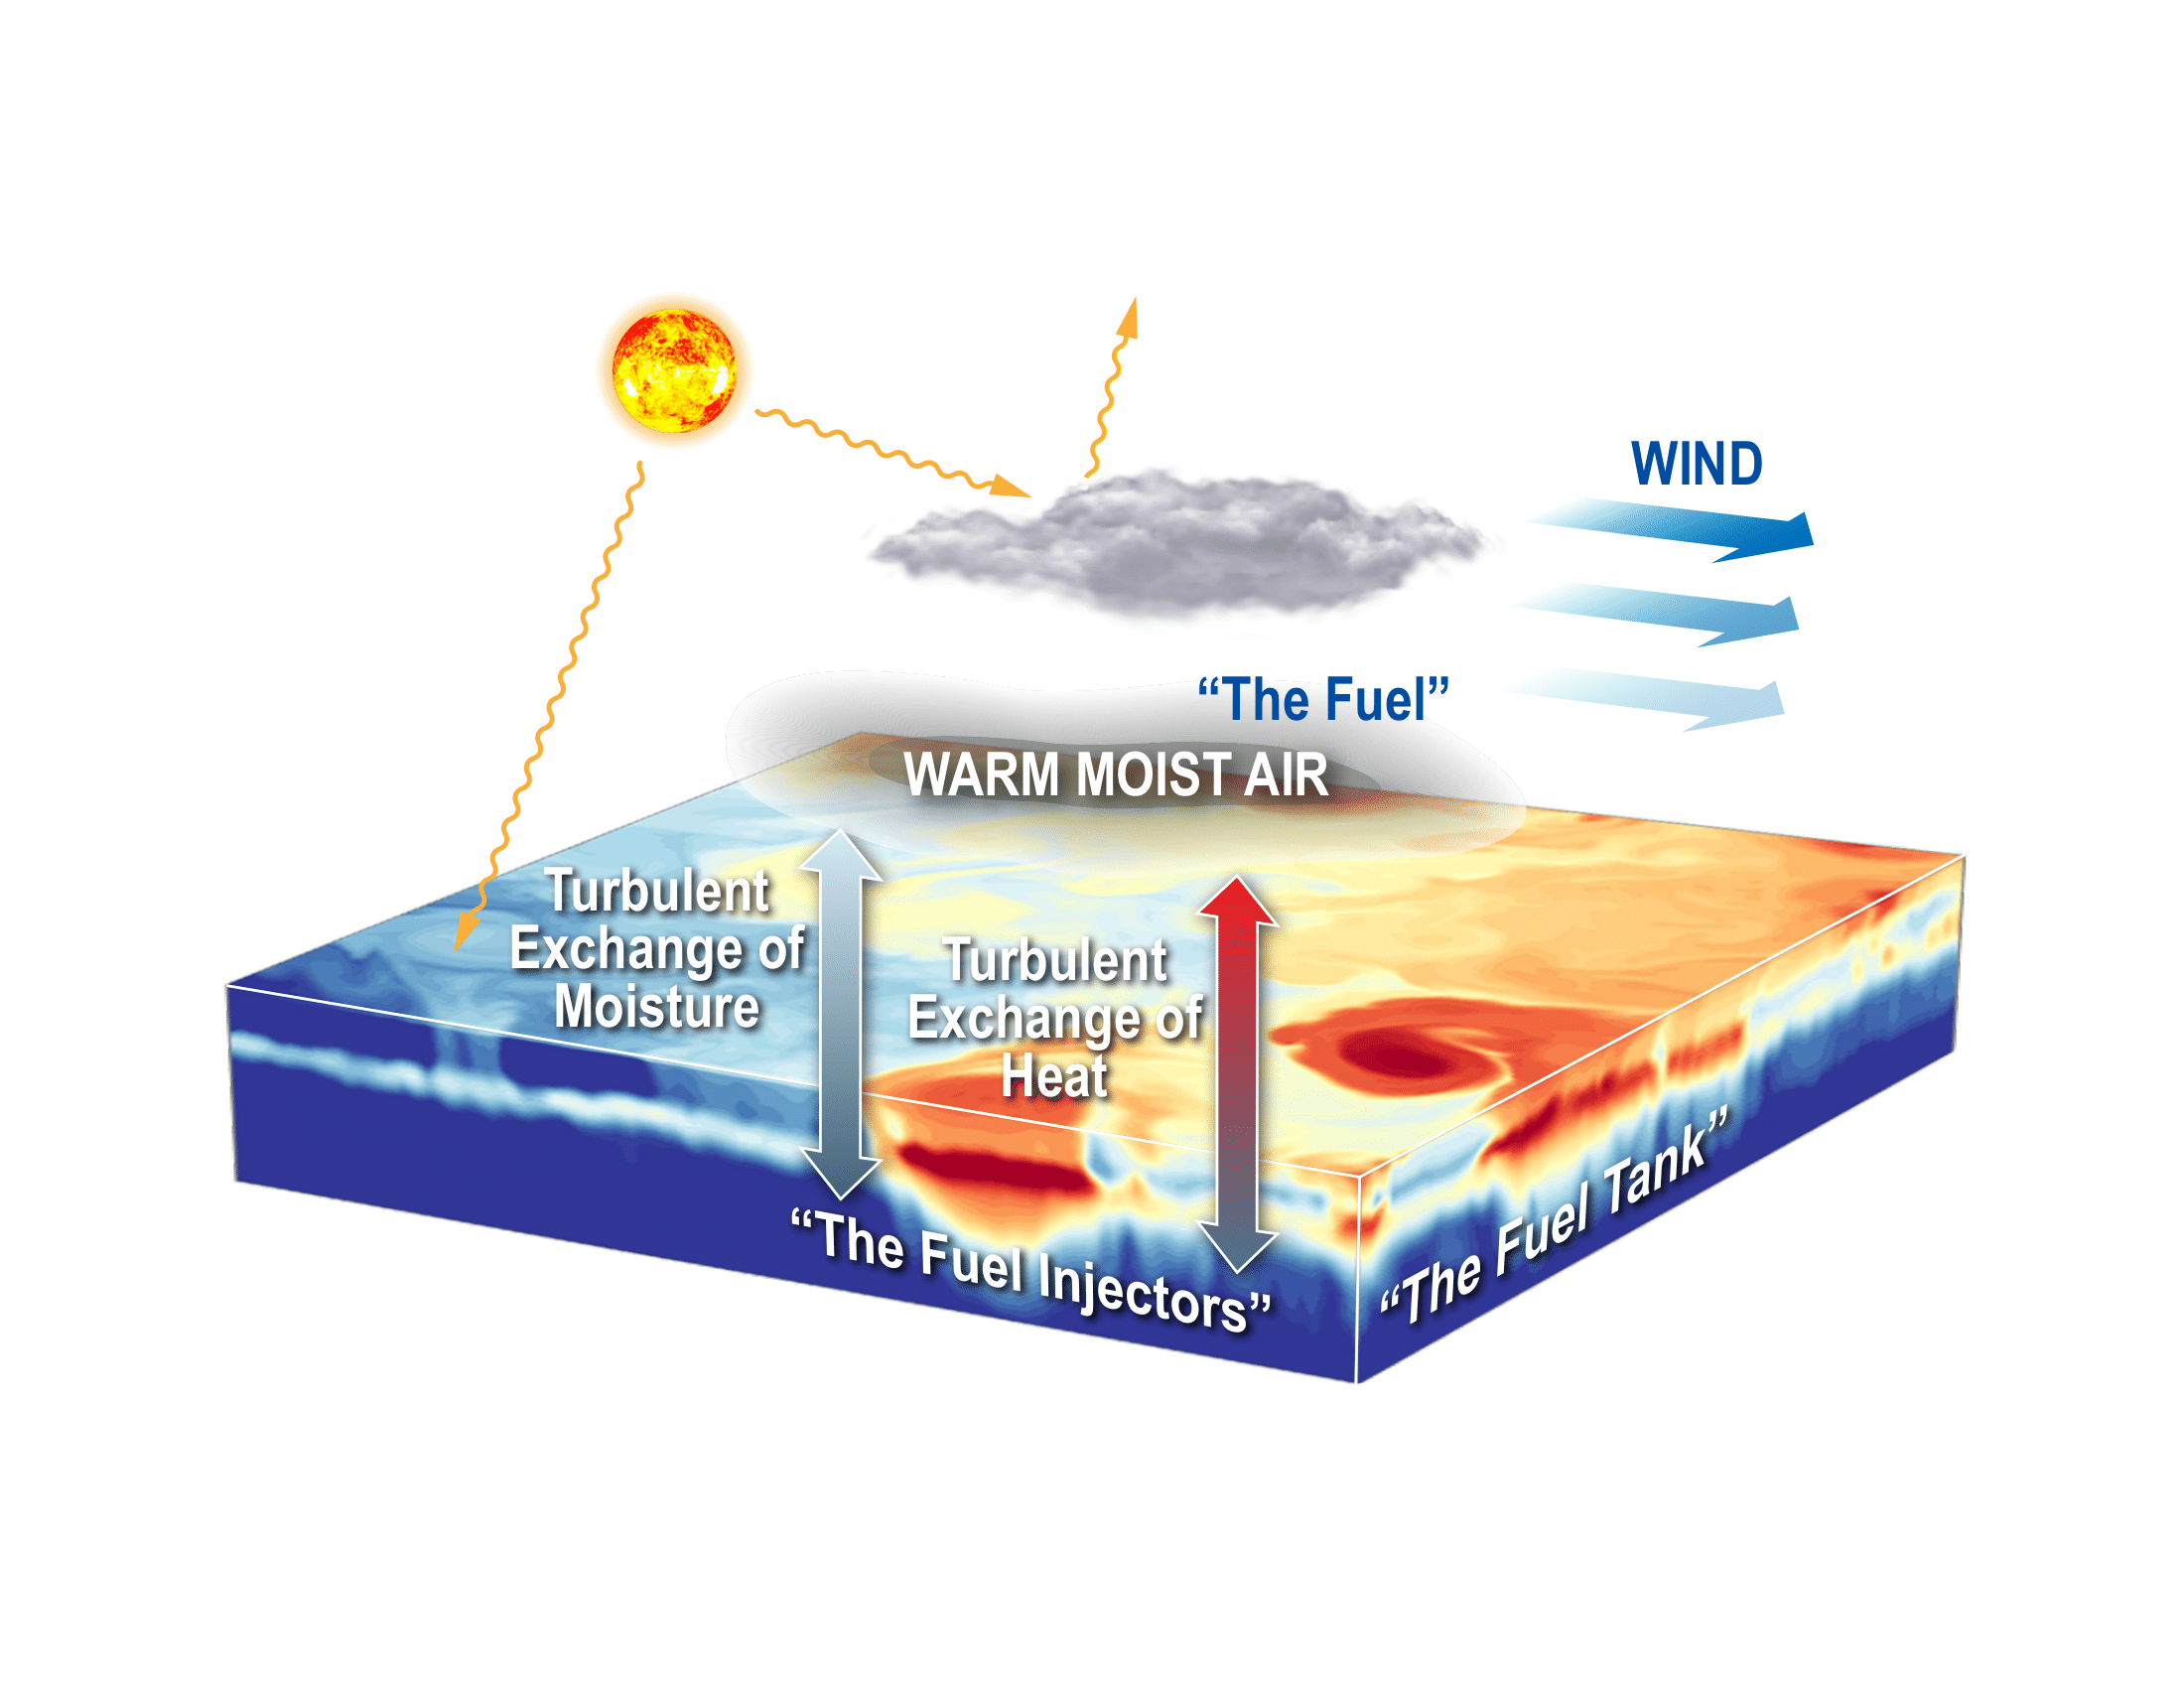 WIND
“The Fuel”
WARM MOIST AIR
Turbulent
Exchange of
Moisture
Turbulent
Exchange of
Heat
“The Fuel Injectors”
“The Fuel Tank”